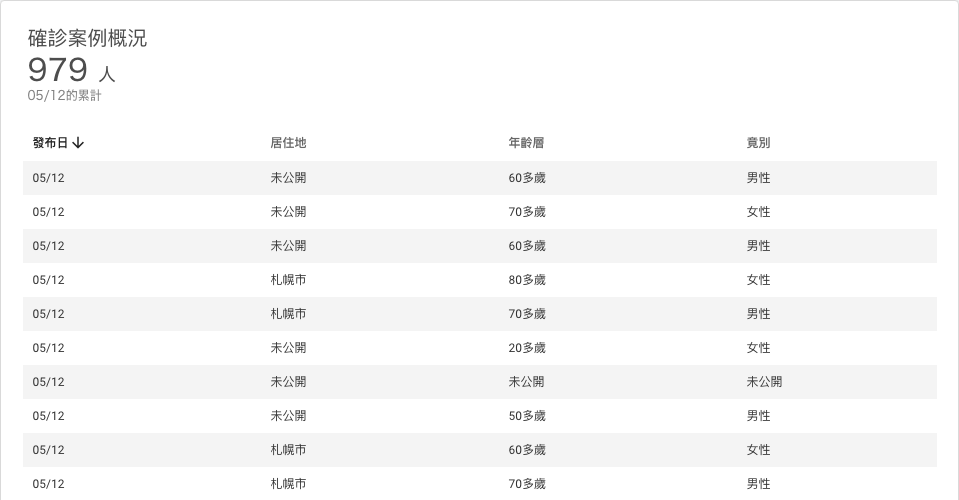 確診案例概況
979 人
05/12的累計
發布日 居住地 年齡層 竟別
05/12 未公開 60多歲 男性
05/12 未公開 70多歲 女性
05/12 未公開 60多歲 男性
05/12 札幌市 80多歲 女性
05/12 札幌市 70多歲 男性
05/12 未公開 20多歲 女性
05/12 未公開 未公開 未公開
05/12 未公開 50多歲 男性
05/12 札幌市 60多歲 女性
05/12 札幌市 70多歲 男性